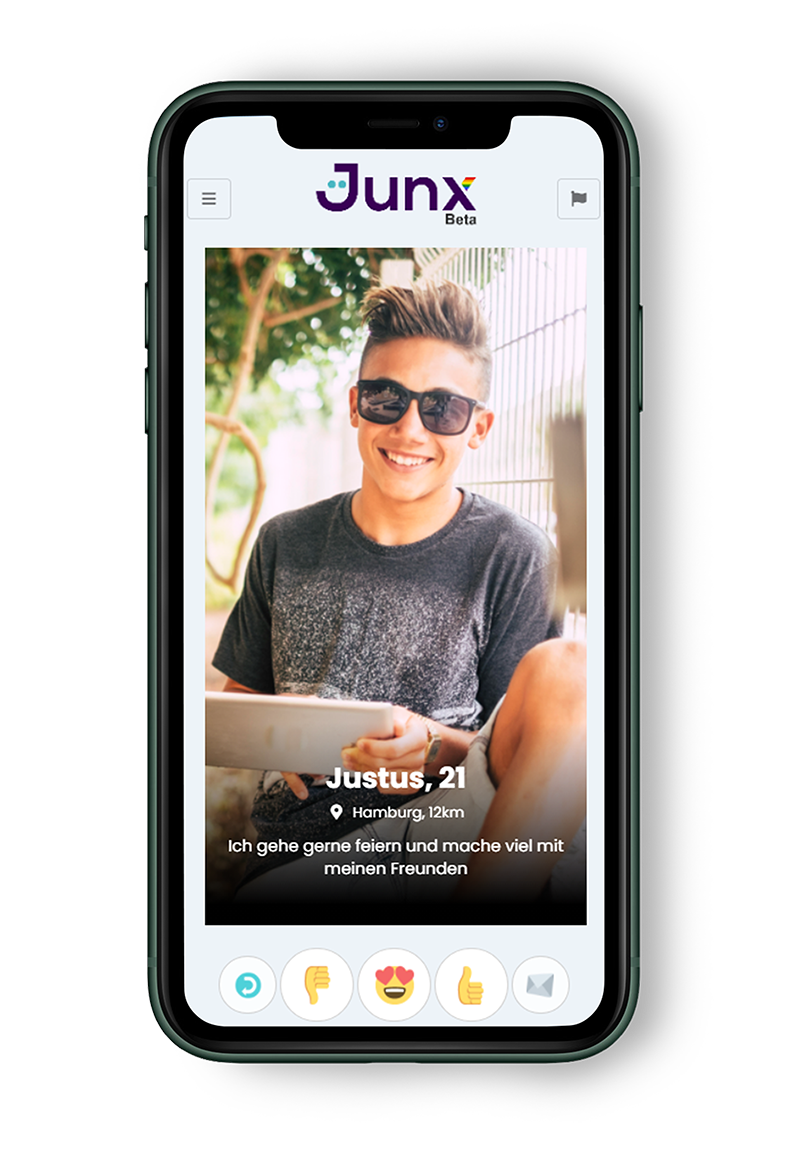 Junx
Beta
Justus, 21
Hamburg, 12km
Ich gehe gerne feiern und mache viel mit
meinen Freunden